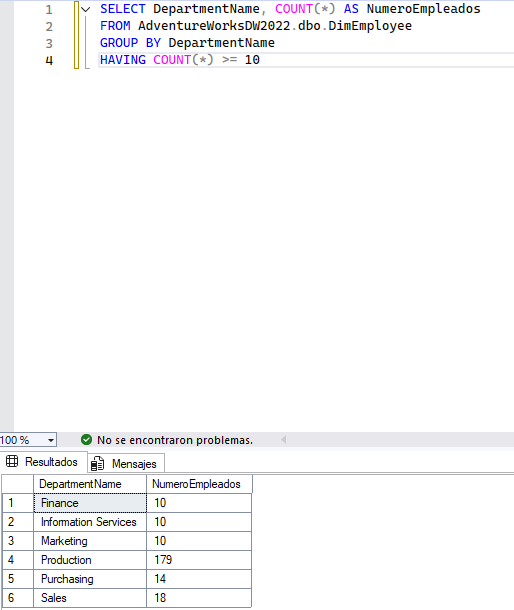 1 SELECT DepartmentName, COUNT(*) AS NumeroEmpleados
2 FROM AdventureWorksDW2022.dbo.DimEmployee
3 GROUP BY DepartmentName
4 HAVING COUNT(*) >= 10
100 % No se encontraron problemas.
Resultados Mensajes
DepartmentName NumeroEmpleados
1 Finance 10
2 Information Services 10
3 Marketing 10
4 Production 179
5 Purchasing 14
6 Sales 18